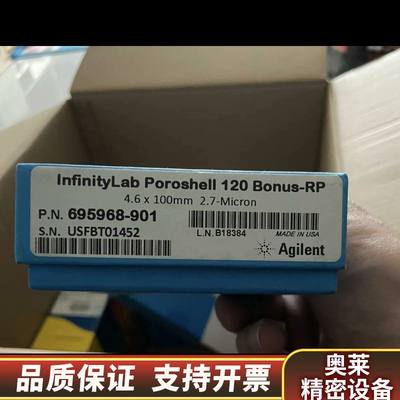 InfinityLab Poroshell 120 Bonus-RP
4.6 x 100mm 2.7-Micron
P.N. 695968-901
S.N. USFBT01452
L.N. B18384
MADE IN USA
Agilent
品质保证 支持开票
奥莱
精密设备